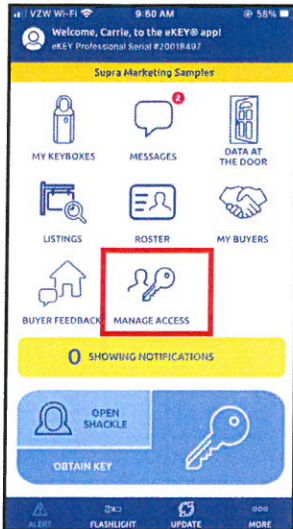 VZW Wi-Fi 9:50 AM 58%
Welcome, Carrie, to the eKEY® app!
eKEY Professional Serial #20018497
Supra Marketing Samples
2
MY KEYBOXES MESSAGES DATA AT
THE DOOR
LISTINGS ROSTER MY BUYERS
BUYER FEEDBACK MANAGE ACCESS
0 SHOWING NOTIFICATIONS
OPEN
SHACKLE
OBTAIN KEY
ALERT FLASHLIGHT UPDATE MORE